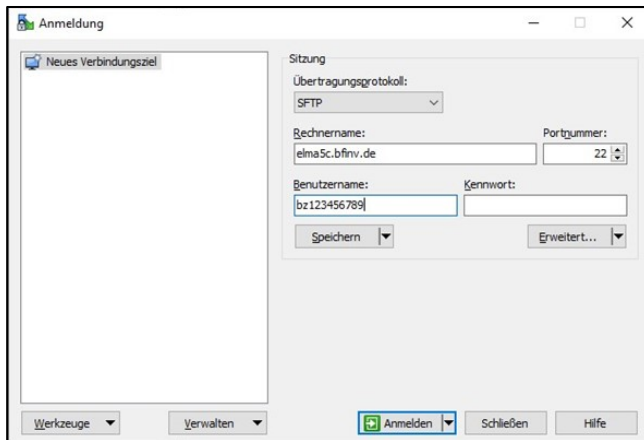 Anmeldung
Neues Verbindungsziel
Sitzung
Übertragungsprotokoll:
SFTP
Rechnername: Portnummer:
elma5c.bfinv.de 22
Benutzername: Kennwort:
bz123456789
Speichern Erweitert...
Werkzeuge Verwalten Anmelden Schließen Hilfe